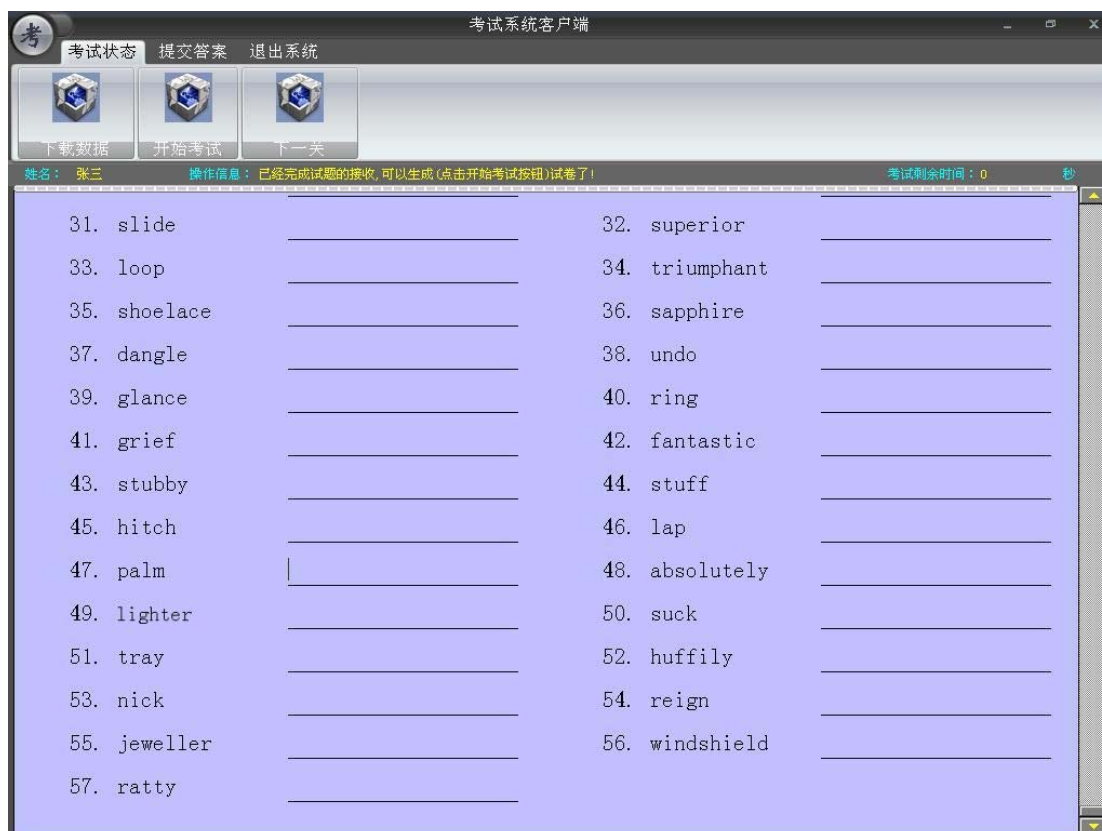 考试系统客户端
考
考试状态 提交答案 退出系统
下载数据 开始考试 下一关
姓名： 张三 操作信息：已经完成试题的接收,可以生成(点击开始考试按钮)试卷了! 考试剩余时间：0 秒
31. slide 32. superior
33. loop 34. triumphant
35. shoelace 36. sapphire
37. dangle 38. undo
39. glance 40. ring
41. grief 42. fantastic
43. stubby 44. stuff
45. hitch 46. lap
47. palm 48. absolutely
49. lighter 50. suck
51. tray 52. huffily
53. nick 54. reign
55. jeweller 56. windshield
57. ratty